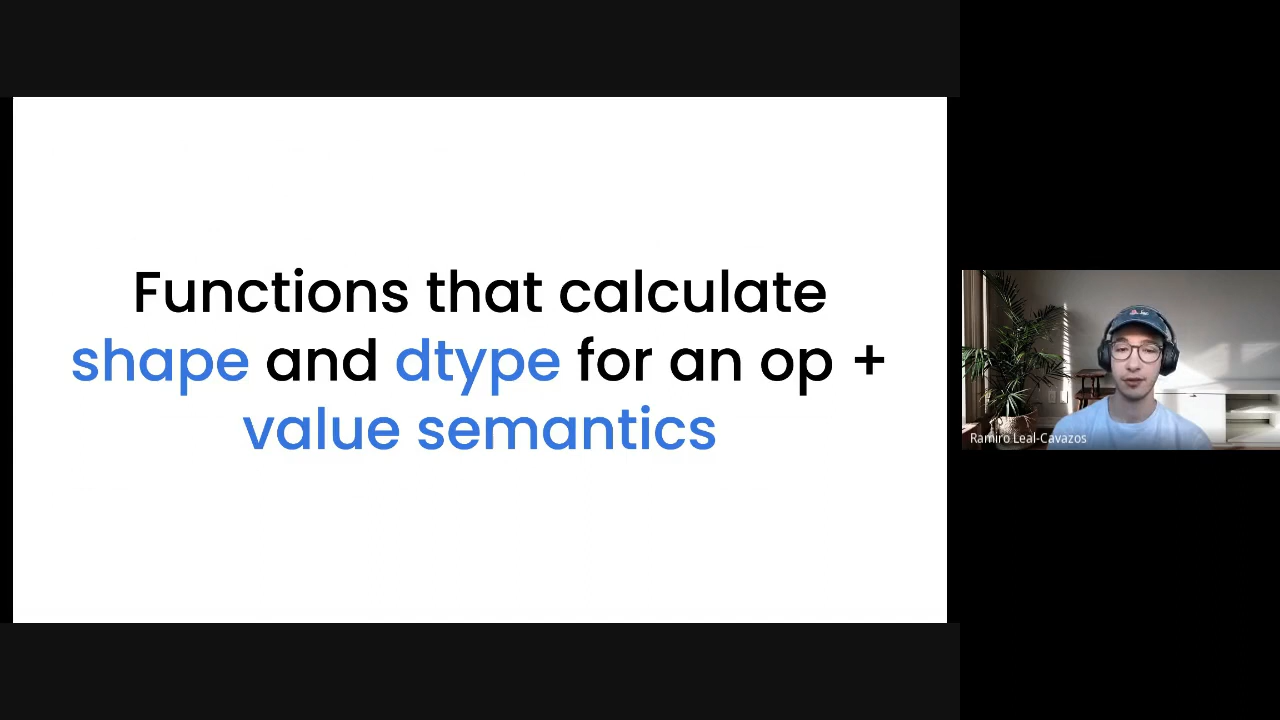 Functions that calculate
shape and dtype for an op +
value semantics
Ramiro Leal-Cavazos